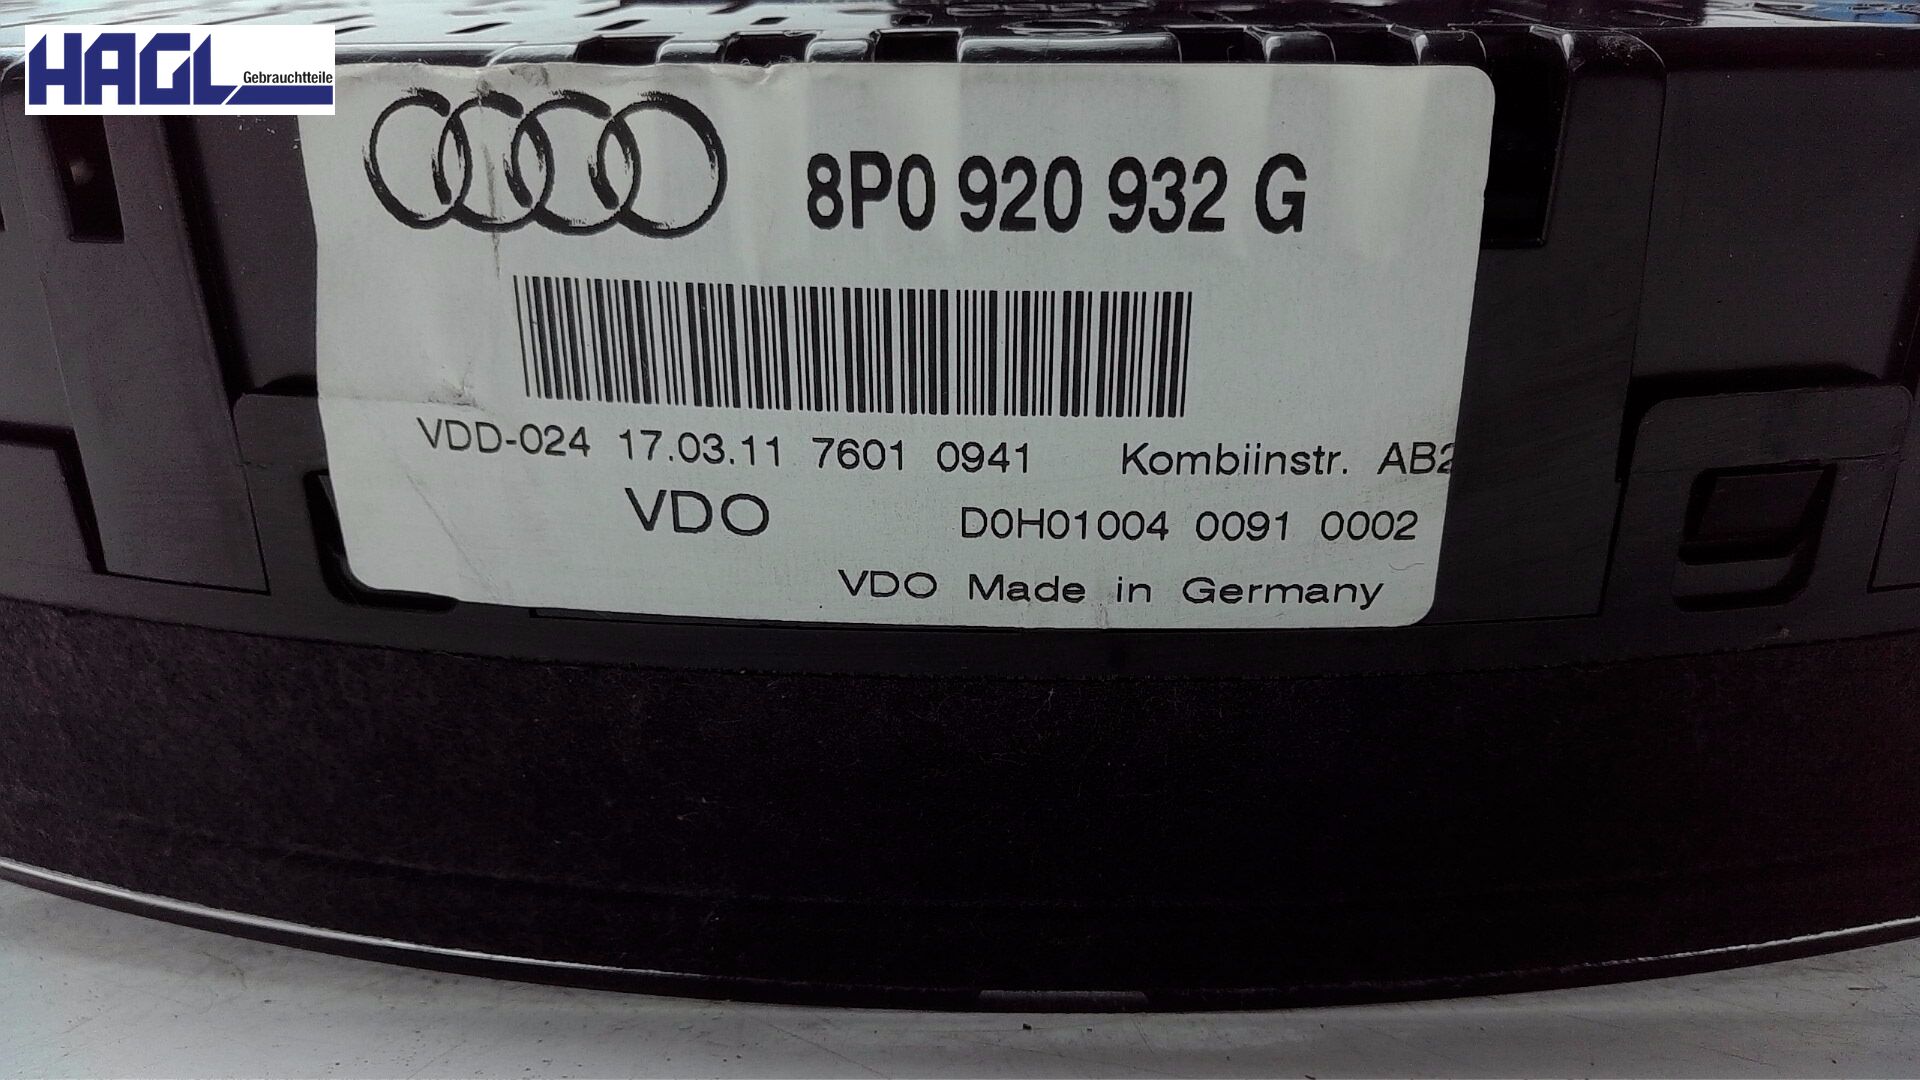 HAGL
Gebrauchtteile
8P0 920 932 G
VDD-024 17.03.11 7601 0941 Kombiinstr. AB2
VDO D0H01004 0091 0002
VDO Made in Germany